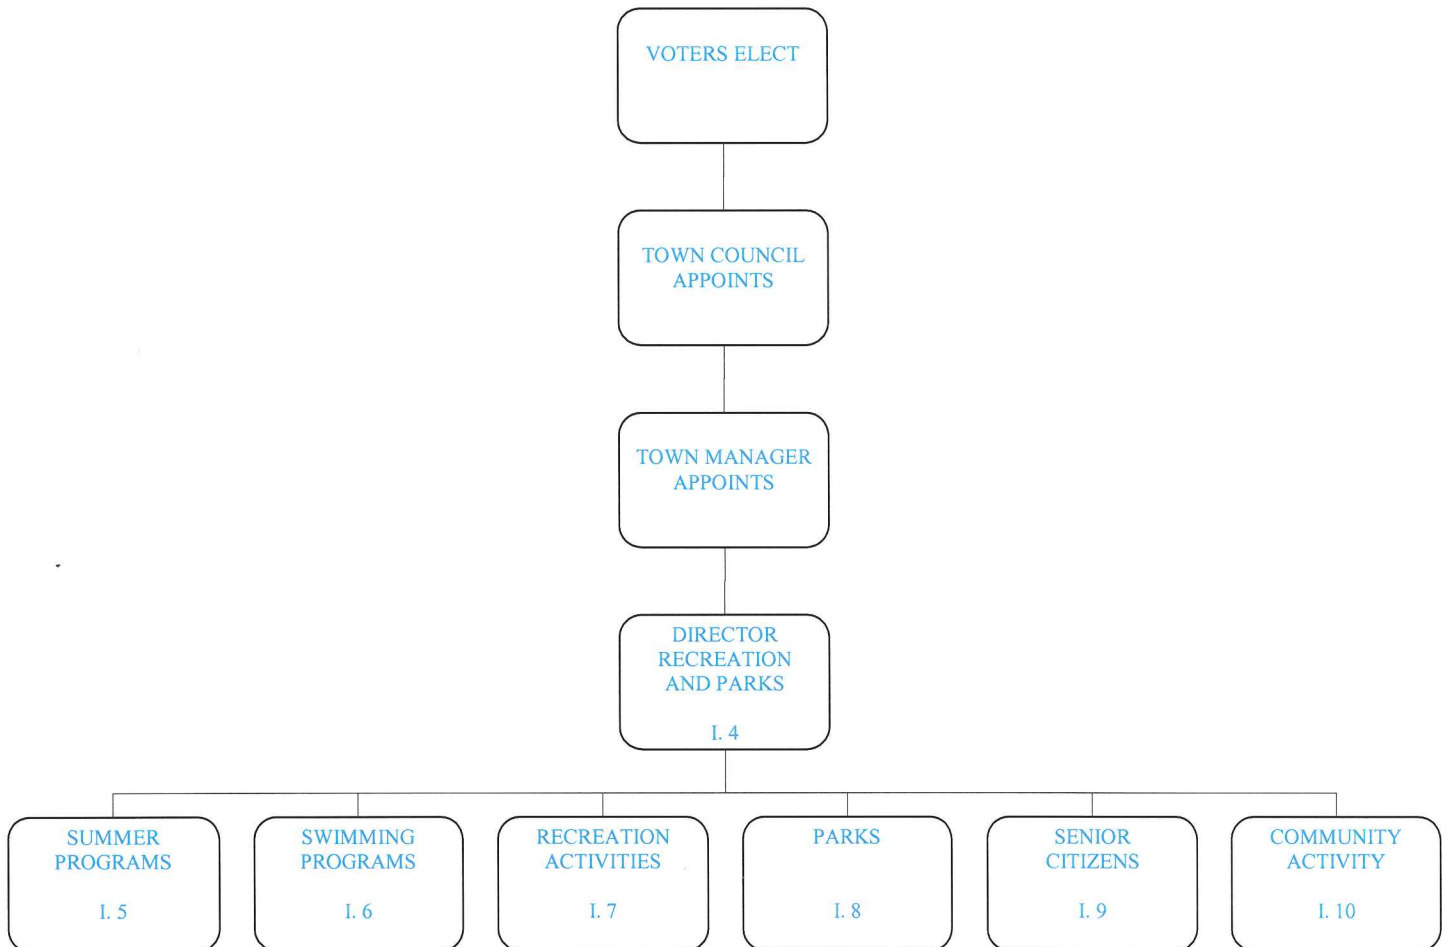 VOTERS ELECT
TOWN COUNCIL
APPOINTS
TOWN MANAGER
APPOINTS
DIRECTOR
RECREATION
AND PARKS
I. 4
SUMMER
PROGRAMS
I. 5
SWIMMING
PROGRAMS
I. 6
RECREATION
ACTIVITIES
I. 7
PARKS
I. 8
SENIOR
CITIZENS
I. 9
COMMUNITY
ACTIVITY
I. 10